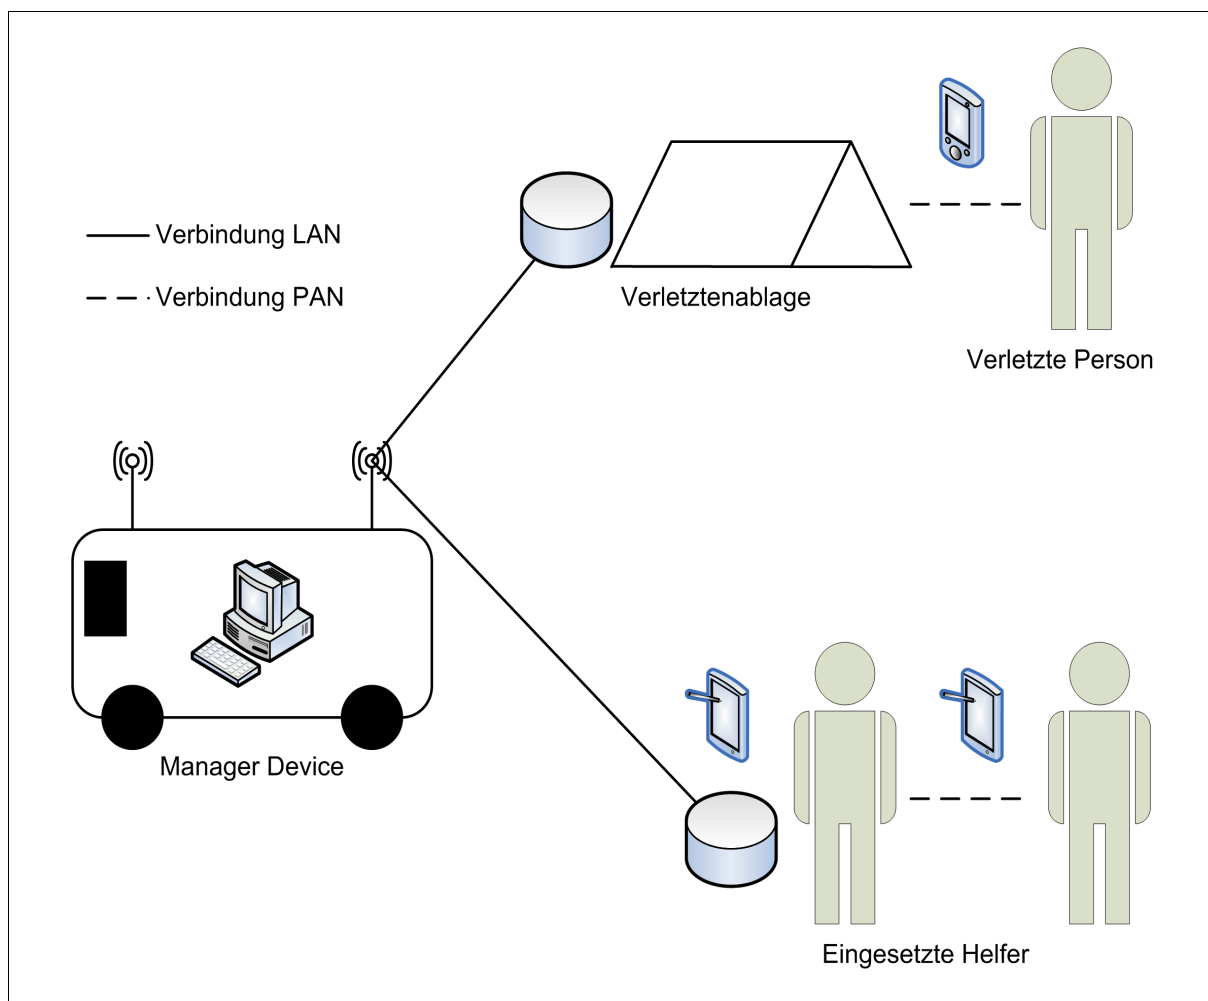 Verbindung LAN
Verbindung PAN
Verletztenablage
Verletzte Person
Manager Device
Eingesetzte Helfer